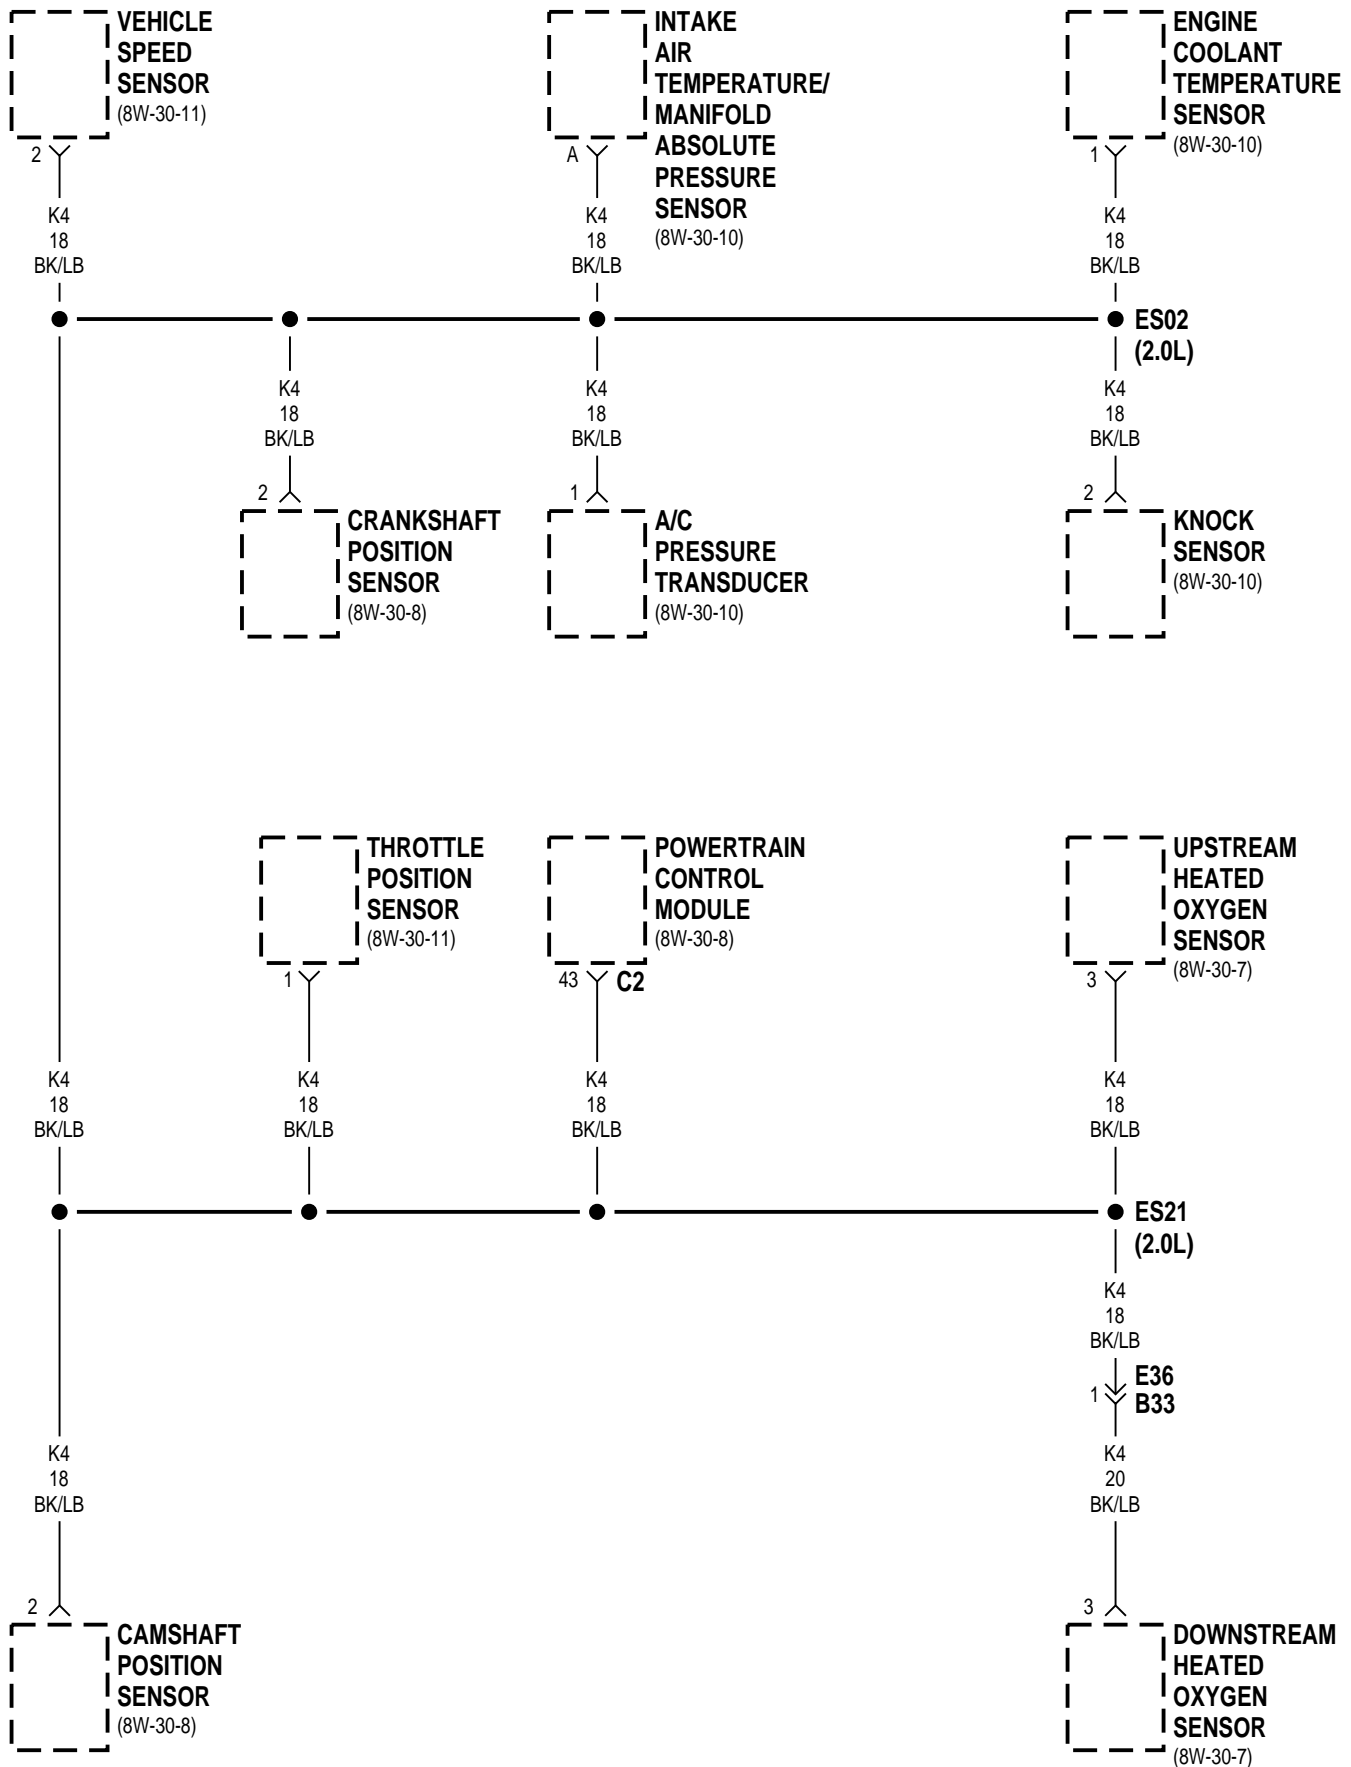 VEHICLE
SPEED
SENSOR
(8W-30-11)
2
K4
18
BK/LB
INTAKE
AIR
TEMPERATURE/
MANIFOLD
ABSOLUTE
PRESSURE
SENSOR
(8W-30-10)
A
K4
18
BK/LB
ENGINE
COOLANT
TEMPERATURE
SENSOR
(8W-30-10)
1
K4
18
BK/LB
ES02
(2.0L)
K4
18
BK/LB
2
CRANKSHAFT
POSITION
SENSOR
(8W-30-8)
K4
18
BK/LB
1
A/C
PRESSURE
TRANSDUCER
(8W-30-10)
K4
18
BK/LB
2
KNOCK
SENSOR
(8W-30-10)
K4
18
BK/LB
THROTTLE
POSITION
SENSOR
(8W-30-11)
1
K4
18
BK/LB
POWERTRAIN
CONTROL
MODULE
(8W-30-8)
43 C2
K4
18
BK/LB
UPSTREAM
HEATED
OXYGEN
SENSOR
(8W-30-7)
3
K4
18
BK/LB
ES21
(2.0L)
K4
18
BK/LB
2
CAMSHAFT
POSITION
SENSOR
(8W-30-8)
K4
18
BK/LB
E36
1
B33
K4
20
BK/LB
3
DOWNSTREAM
HEATED
OXYGEN
SENSOR
(8W-30-7)